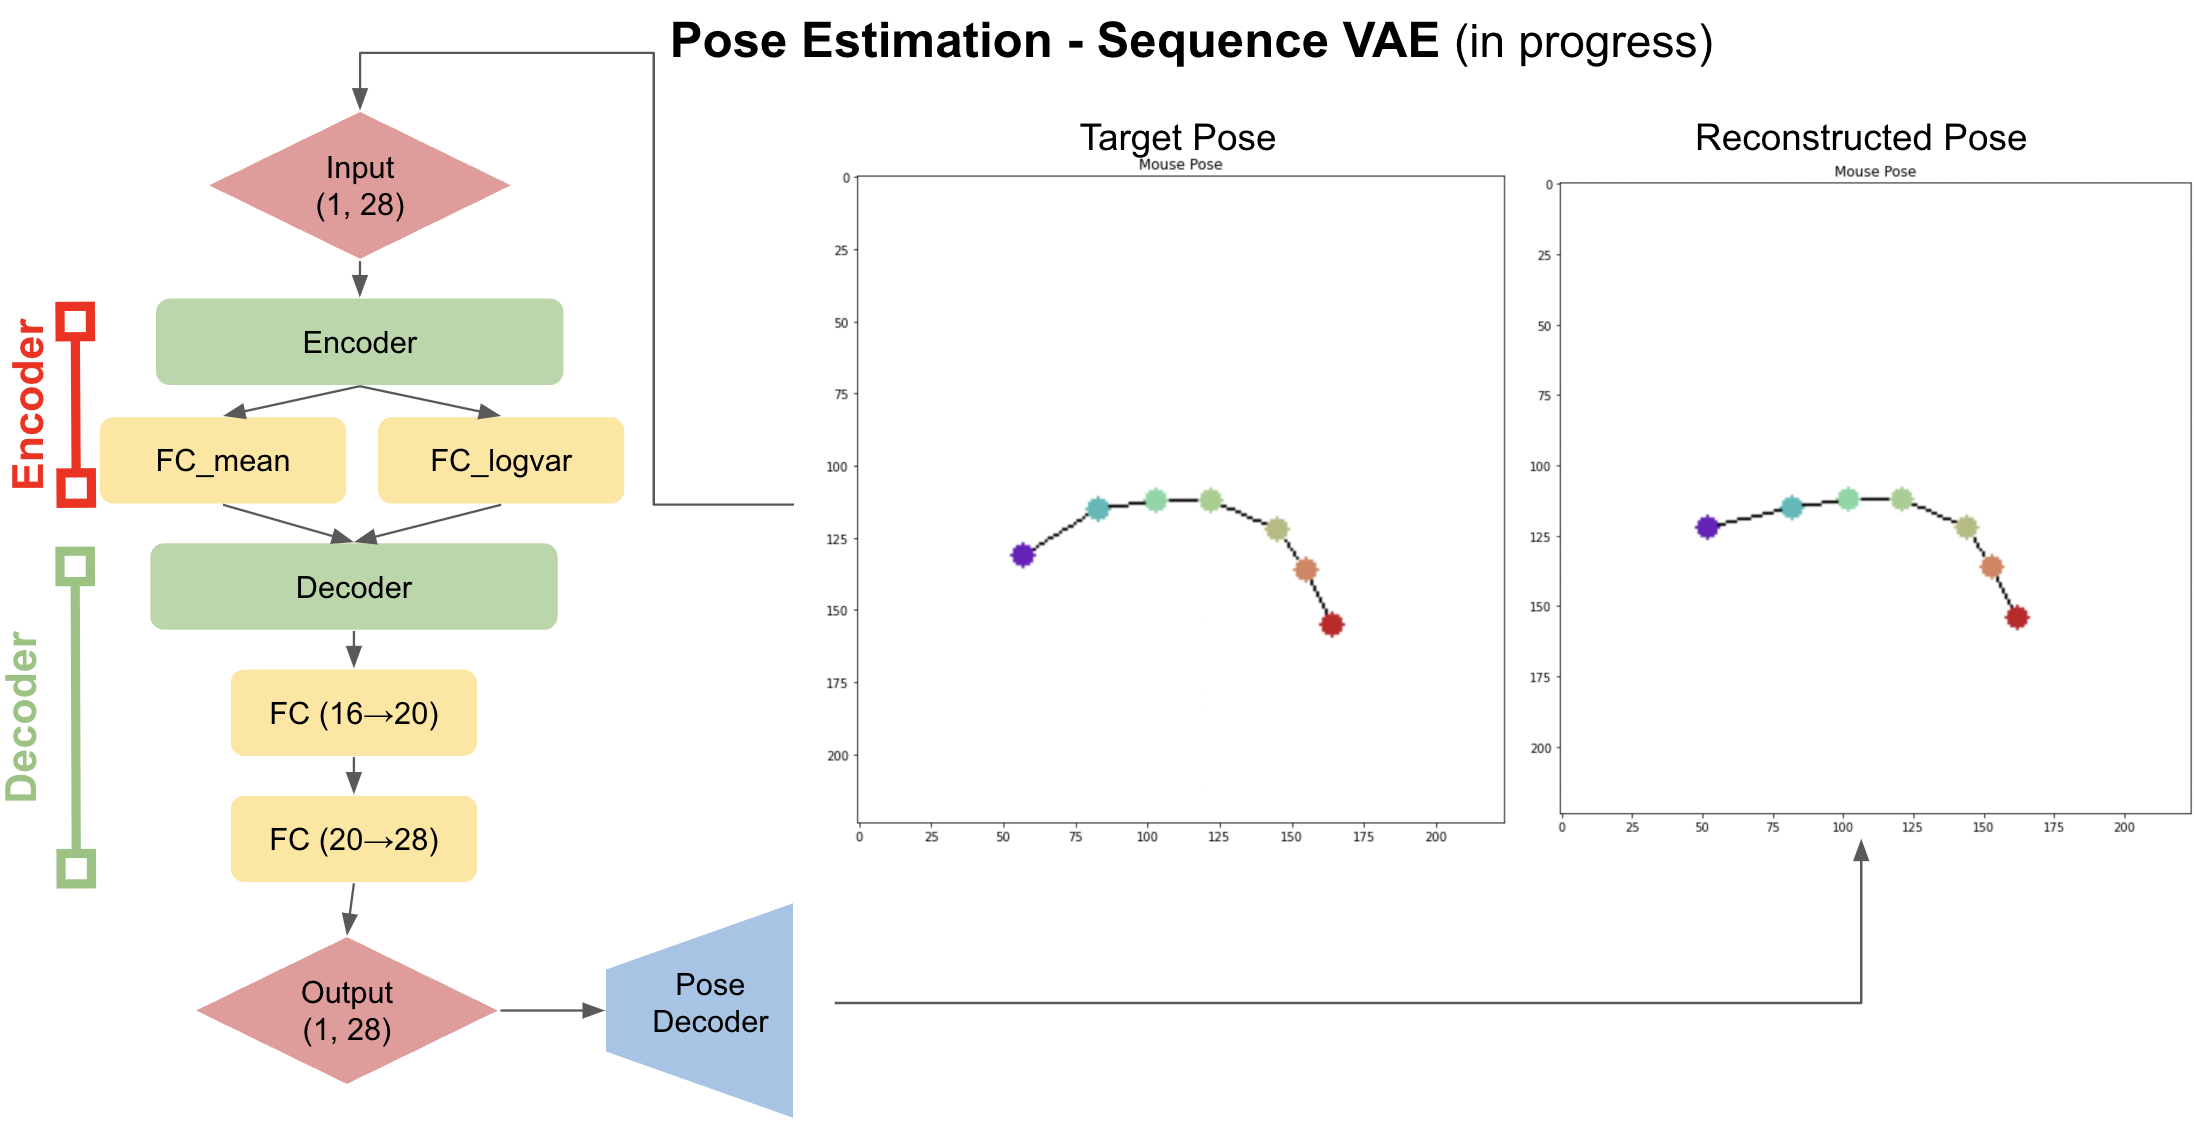 Pose Estimation - Sequence VAE (in progress)
Input
(1, 28)
Encoder
Encoder
FC_mean
FC_logvar
Decoder
Decoder
FC (16→20)
FC (20→28)
Output
(1, 28)
Pose
Decoder
Target Pose
Mouse Pose
0
25
50
75
100
125
150
175
200
0 25 50 75 100 125 150 175 200
Reconstructed Pose
Mouse Pose
0
25
50
75
100
125
150
175
200
0 25 50 75 100 125 150 175 200